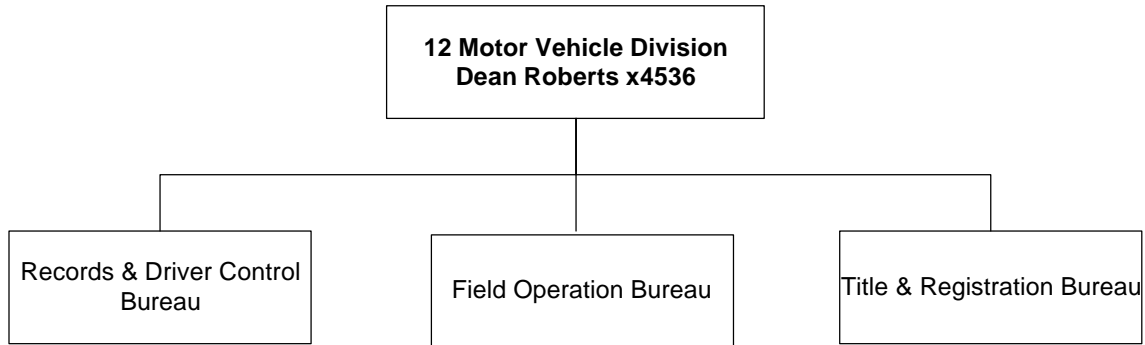 12 Motor Vehicle Division
Dean Roberts x4536
Records & Driver Control
Bureau
Field Operation Bureau
Title & Registration Bureau